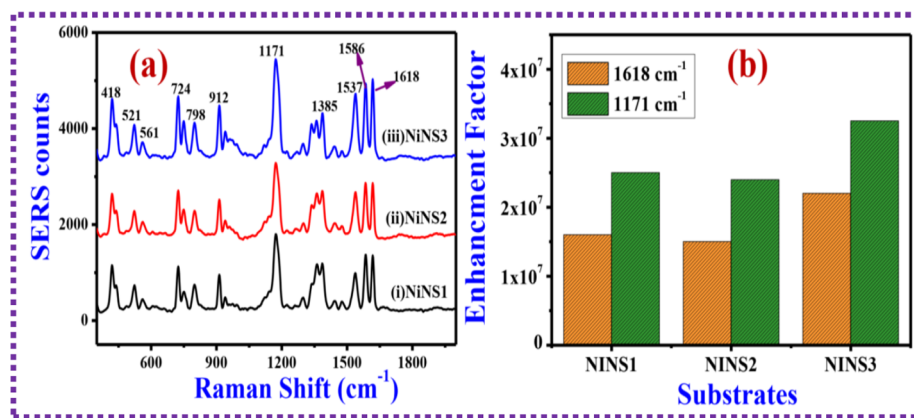 (a)
SERS counts
6000
4000
2000
0
418
521
561
724
798
912
1171
1385
1537
1586
1618
(iii)NiNS3
(ii)NiNS2
(i)NiNS1
600
900
1200
1500
1800
Raman Shift (cm⁻¹)
(b)
Enhancment Factor
4x10⁷
3x10⁷
2x10⁷
1x10⁷
0
1618 cm⁻¹
1171 cm⁻¹
NINS1
NINS2
NINS3
Substrates